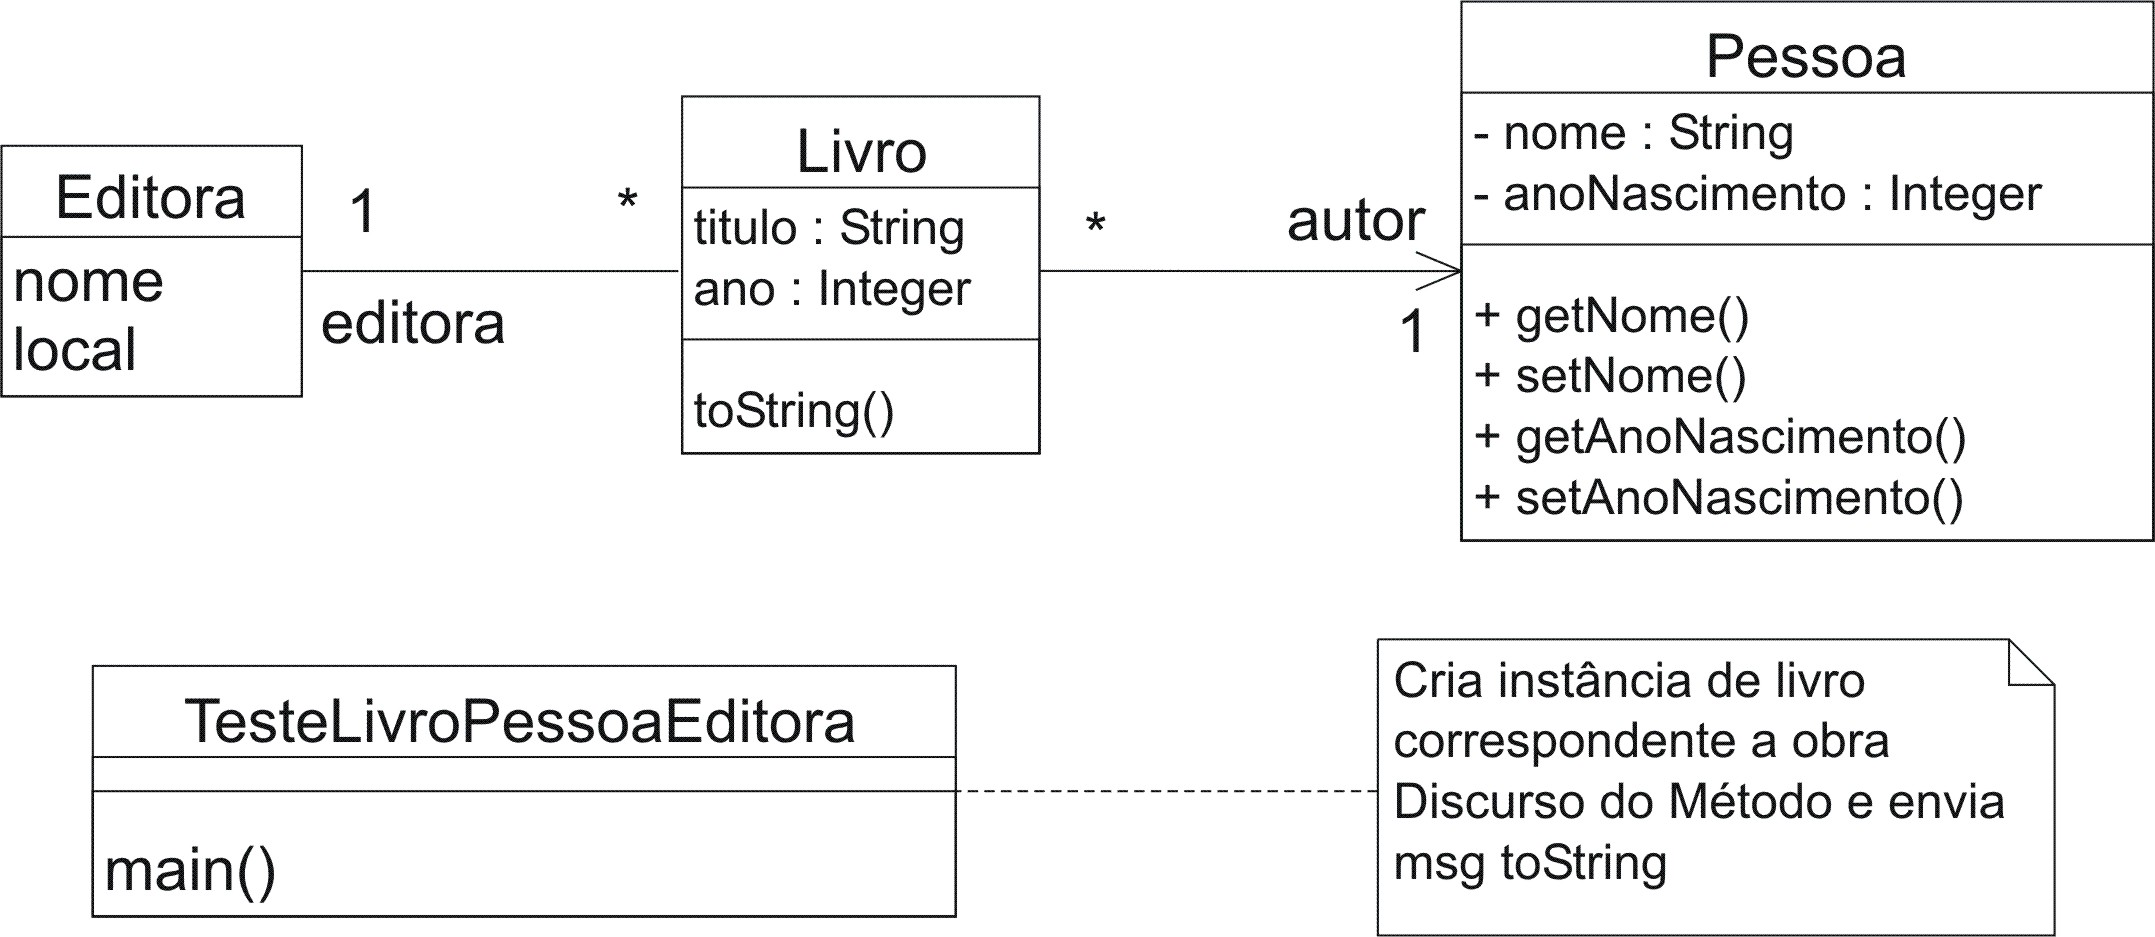 Editora
nome
local
1
*
editora
Livro
titulo : String
ano : Integer
toString()
*
autor
1
Pessoa
- nome : String
- anoNascimento : Integer
+ getNome()
+ setNome()
+ getAnoNascimento()
+ setAnoNascimento()
TesteLivroPessoaEditora
main()
Cria instância de livro
correspondente a obra
Discurso do Método e envia
msg toString